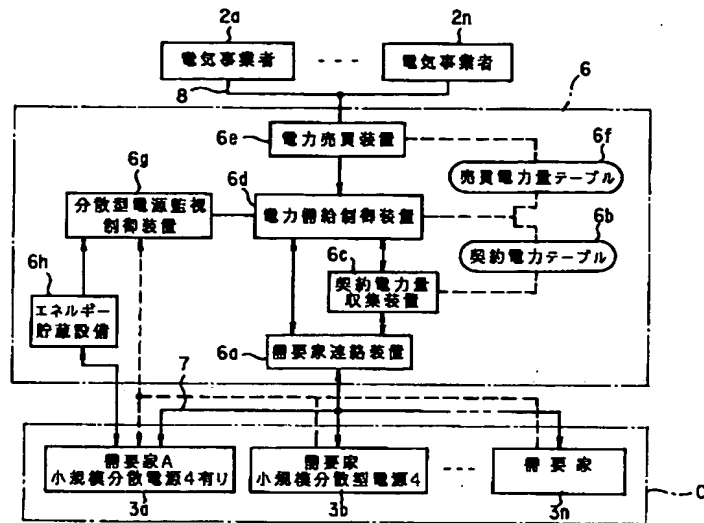 2a
2n
電気事業者
電気事業者
8
6
6e
電力売買装置
6f
売買電力量テーブル
6g
分散型電源監視
制御装置
6d
電力需給制御装置
6b
契約電力テーブル
6c
契約電力量
収集装置
6h
エネルギー
貯蔵設備
6a
需要家連絡装置
7
需要家A
小規模分散電源4有り
需要家
小規模分散型電源4
需要家
3a
3b
3n
C